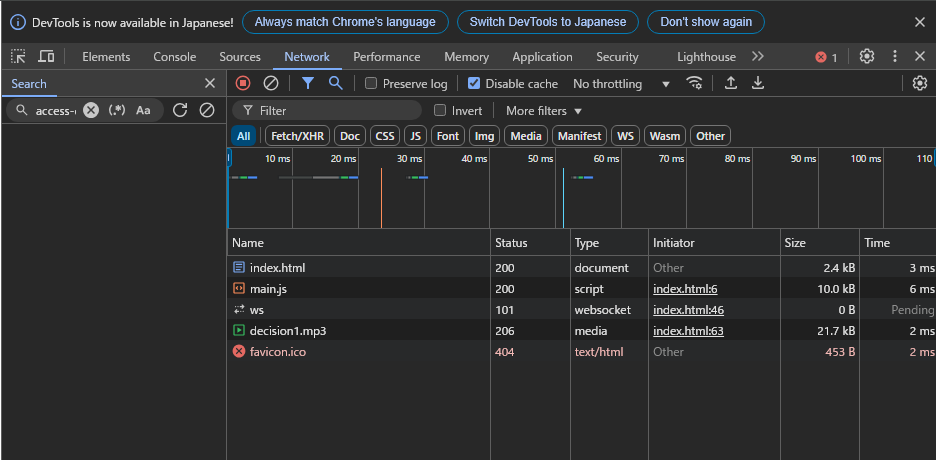 DevTools is now available in Japanese! Always match Chrome's language Switch DevTools to Japanese Don't show again
Elements Console Sources Network Performance Memory Application Security Lighthouse 1
Search
Preserve log Disable cache No throttling
access- (.*) Aa
Filter Invert More filters
All Fetch/XHR Doc CSS JS Font Img Media Manifest WS Wasm Other
10 ms 20 ms 30 ms 40 ms 50 ms 60 ms 70 ms 80 ms 90 ms 100 ms 110
Name Status Type Initiator Size Time
index.html 200 document Other 2.4 kB 3 ms
main.js 200 script index.html:6 10.0 kB 6 ms
ws 101 websocket index.html:46 0 B Pending
decision1.mp3 206 media index.html:63 21.7 kB 2 ms
favicon.ico 404 text/html Other 453 B 2 ms